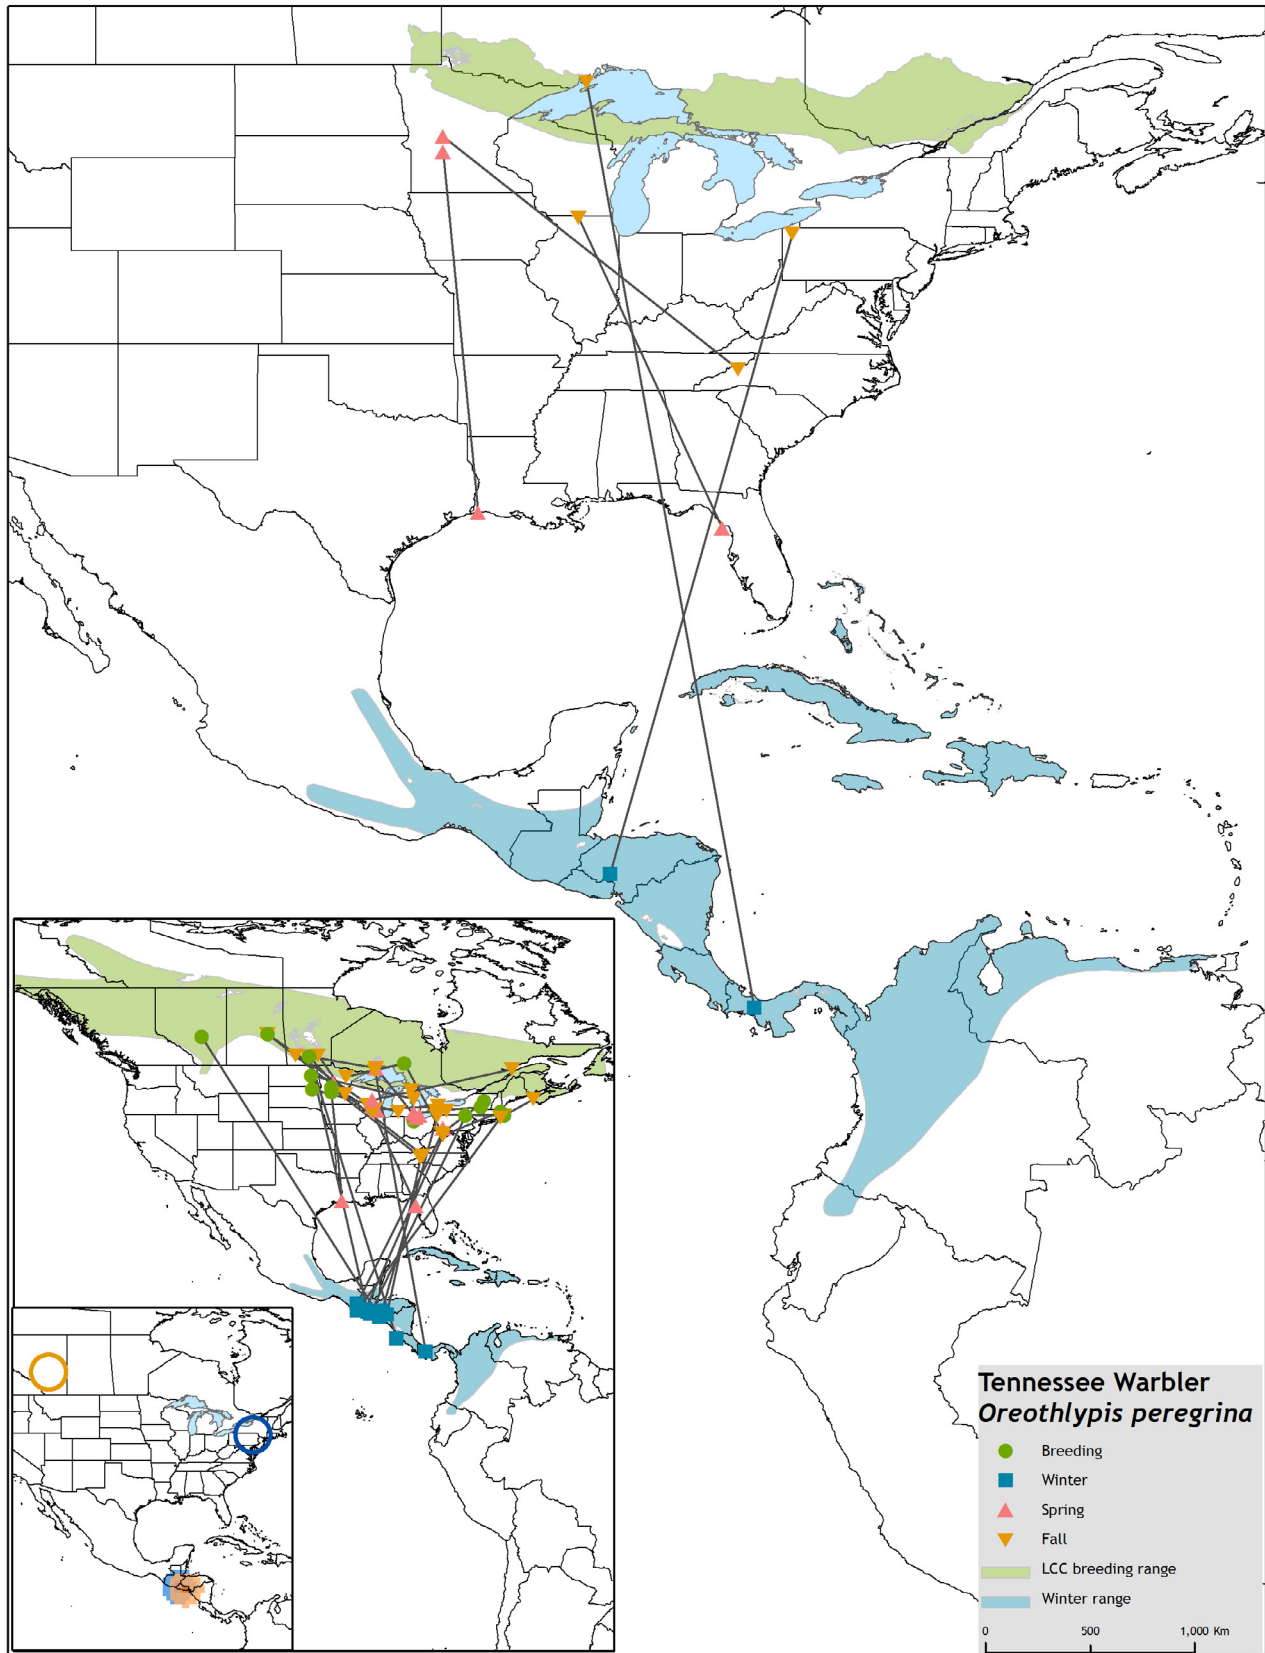 Tennessee Warbler
Oreothlypis peregrina
Breeding
Winter
Spring
Fall
LCC breeding range
Winter range
0 500 1,000 Km